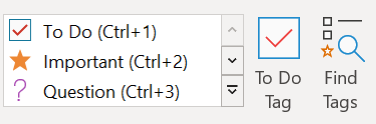 To Do (Ctrl+1)
Important (Ctrl+2)
Question (Ctrl+3)
To Do
Tag
Find
Tags